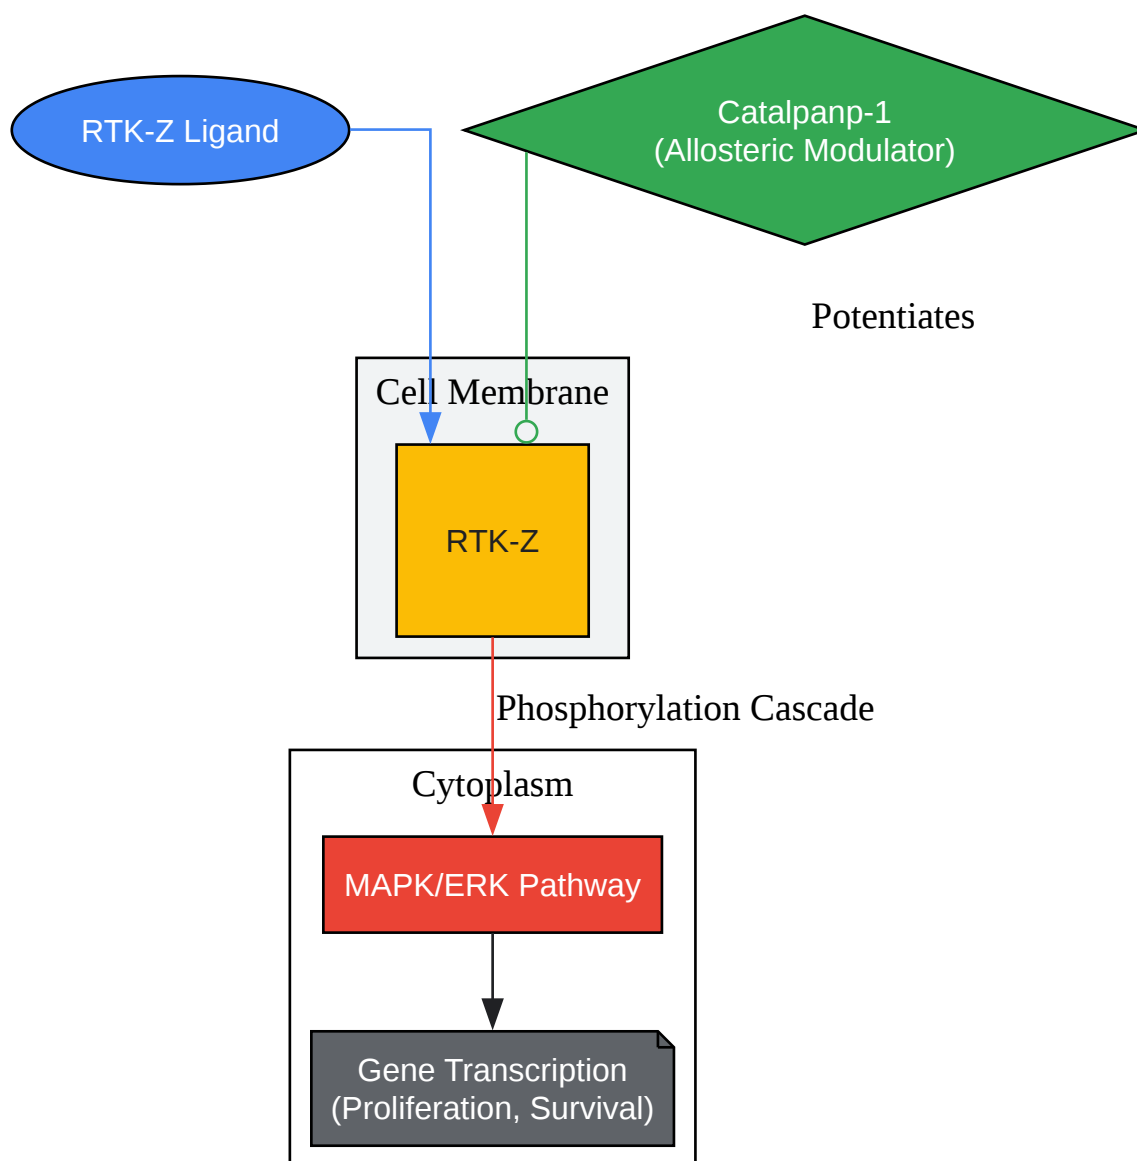 RTK-Z Ligand
Catalpanp-1
(Allosteric Modulator)
Potentiates
Cell Membrane
RTK-Z
Phosphorylation Cascade
Cytoplasm
MAPK/ERK Pathway
Gene Transcription
(Proliferation, Survival)